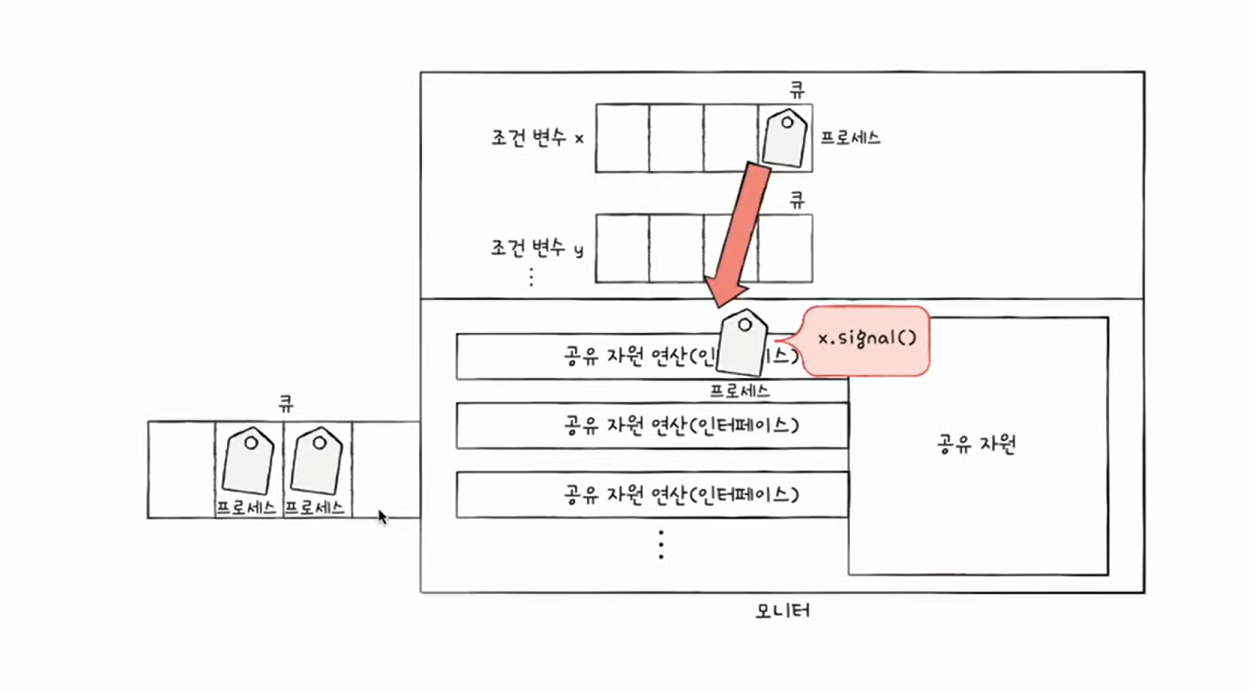 큐
조건 변수 x
프로세스
큐
조건 변수 y
⋮
공유 자원 연산(인 이스)
x.signal()
프로세스
큐
공유 자원 연산(인터페이스)
공유 자원
공유 자원 연산(인터페이스)
프로세스 프로세스
⋮
모니터